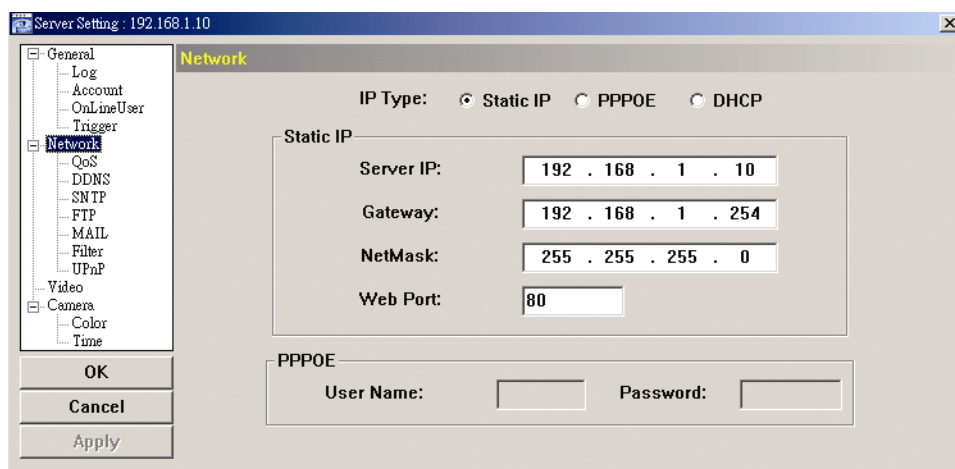 Server Setting : 192.168.1.10
General
Log
Account
OnLineUser
Trigger
Network
QoS
DDNS
SNTP
FTP
MAIL
Filter
UPnP
Video
Camera
Color
Time
OK
Cancel
Apply
Network
IP Type: Static IP PPPOE DHCP
Static IP
Server IP: 192 . 168 . 1 . 10
Gateway: 192 . 168 . 1 . 254
NetMask: 255 . 255 . 255 . 0
Web Port: 80
PPPOE
User Name: Password: